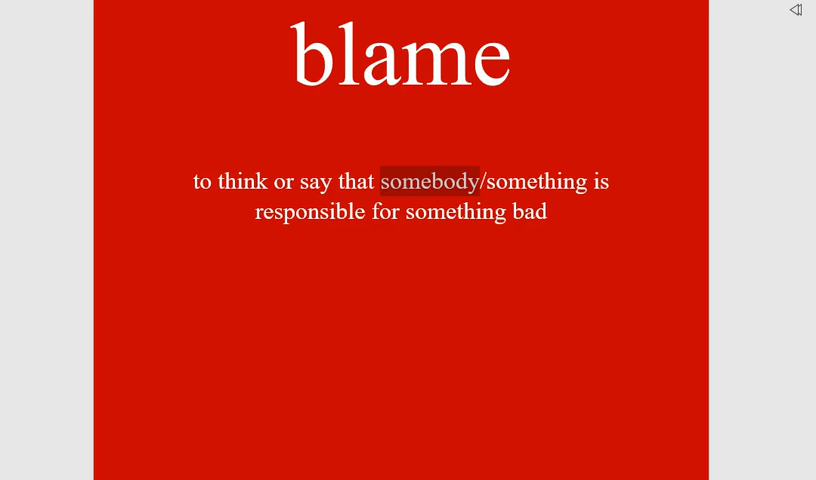 blame
to think or say that somebody/something is
responsible for something bad